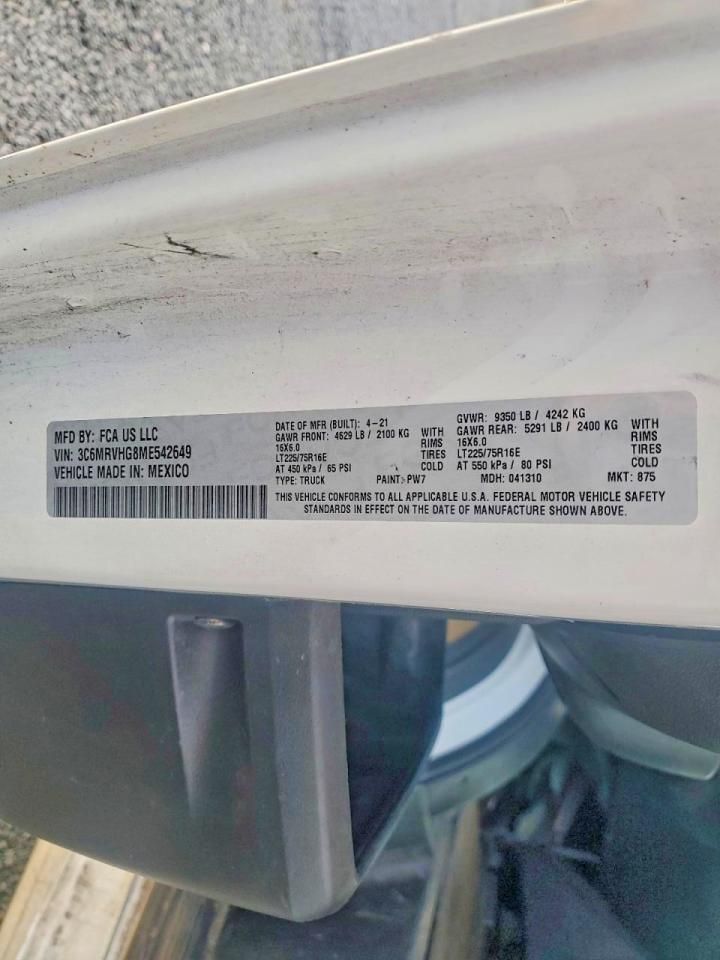 MFD BY: FCA US LLC
VIN: 3C6MRVHG8ME542649
VEHICLE MADE IN: MEXICO
DATE OF MFR (BUILT): 4-21
GAWR FRONT: 4629 LB / 2100 KG WITH
16X6.0 RIMS
LT225/75R16E TIRES
AT 450 kPa / 65 PSI COLD
TYPE: TRUCK PAINT: PW7
GVWR: 9350 LB / 4242 KG
GAWR REAR: 5291 LB / 2400 KG WITH
16X6.0 RIMS
LT225/75R16E TIRES
AT 550 kPa / 80 PSI COLD
MDH: 041310 MKT: 875
THIS VEHICLE CONFORMS TO ALL APPLICABLE U.S.A. FEDERAL MOTOR VEHICLE SAFETY
STANDARDS IN EFFECT ON THE DATE OF MANUFACTURE SHOWN ABOVE.